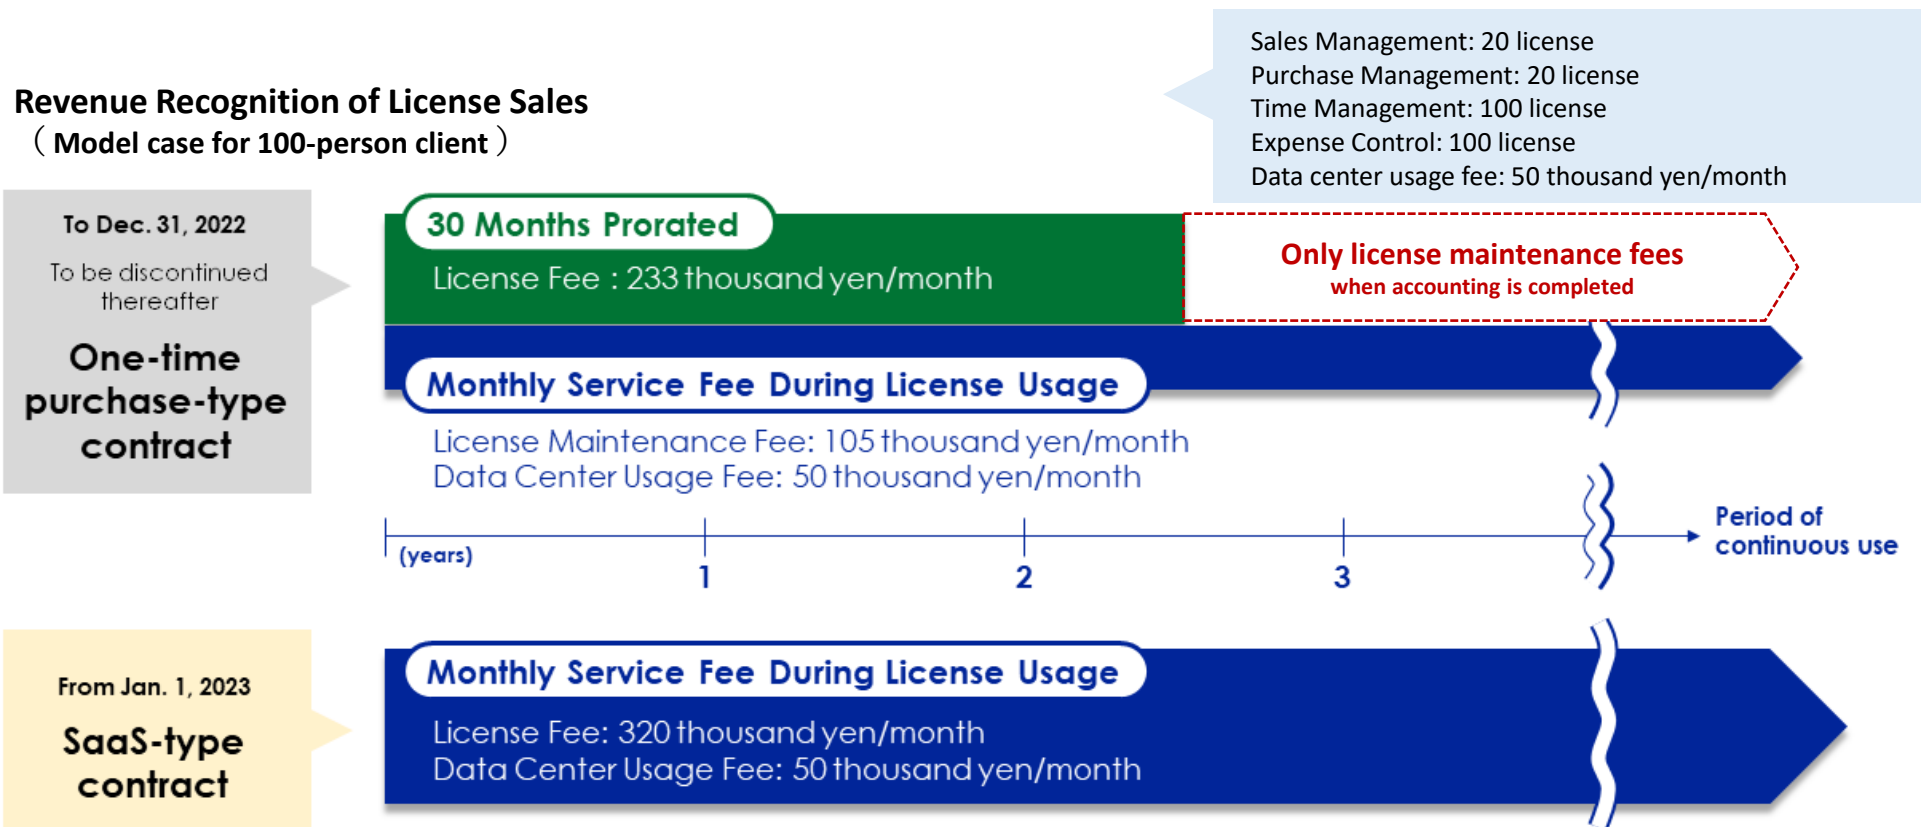 Revenue Recognition of License Sales
（ Model case for 100-person client ）
Sales Management: 20 license
Purchase Management: 20 license
Time Management: 100 license
Expense Control: 100 license
Data center usage fee: 50 thousand yen/month
To Dec. 31, 2022
To be discontinued
thereafter
One-time
purchase-type
contract
30 Months Prorated
License Fee : 233 thousand yen/month
Only license maintenance fees
when accounting is completed
Monthly Service Fee During License Usage
License Maintenance Fee: 105 thousand yen/month
Data Center Usage Fee: 50 thousand yen/month
(years)
1
2
3
Period of
continuous use
From Jan. 1, 2023
SaaS-type
contract
Monthly Service Fee During License Usage
License Fee: 320 thousand yen/month
Data Center Usage Fee: 50 thousand yen/month